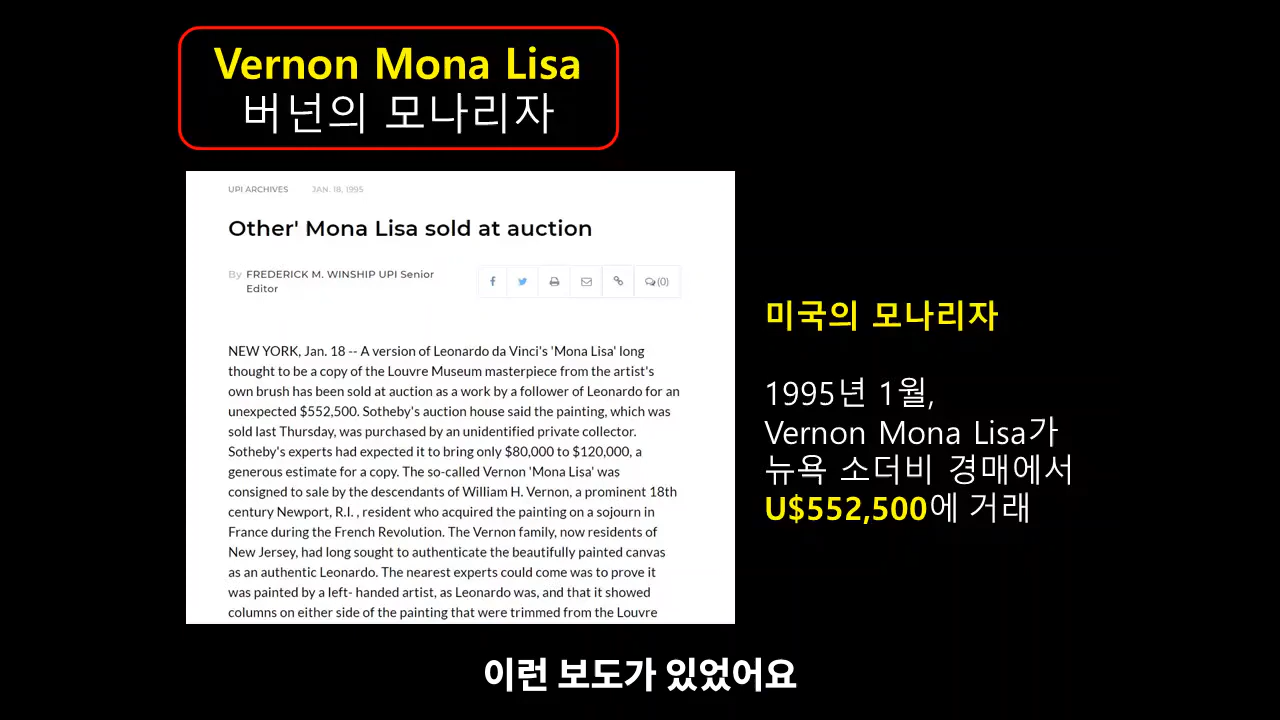 Vernon Mona Lisa
버넌의 모나리자
UPI ARCHIVES JAN. 18, 1995
Other' Mona Lisa sold at auction
By FREDERICK M. WINSHIP UPI Senior
Editor
(0)
NEW YORK, Jan. 18 -- A version of Leonardo da Vinci's 'Mona Lisa' long
thought to be a copy of the Louvre Museum masterpiece from the artist's
own brush has been sold at auction as a work by a follower of Leonardo for an
unexpected $552,500. Sotheby's auction house said the painting, which was
sold last Thursday, was purchased by an unidentified private collector.
Sotheby's experts had expected it to bring only $80,000 to $120,000, a
generous estimate for a copy. The so-called Vernon 'Mona Lisa' was
consigned to sale by the descendants of William H. Vernon, a prominent 18th
century Newport, R.I. , resident who acquired the painting on a sojourn in
France during the French Revolution. The Vernon family, now residents of
New Jersey, had long sought to authenticate the beautifully painted canvas
as an authentic Leonardo. The nearest experts could come was to prove it
was painted by a left- handed artist, as Leonardo was, and that it showed
columns on either side of the painting that were trimmed from the Louvre
미국의 모나리자
1995년 1월,
Vernon Mona Lisa가
뉴욕 소더비 경매에서
U$552,500에 거래
이런 보도가 있었어요